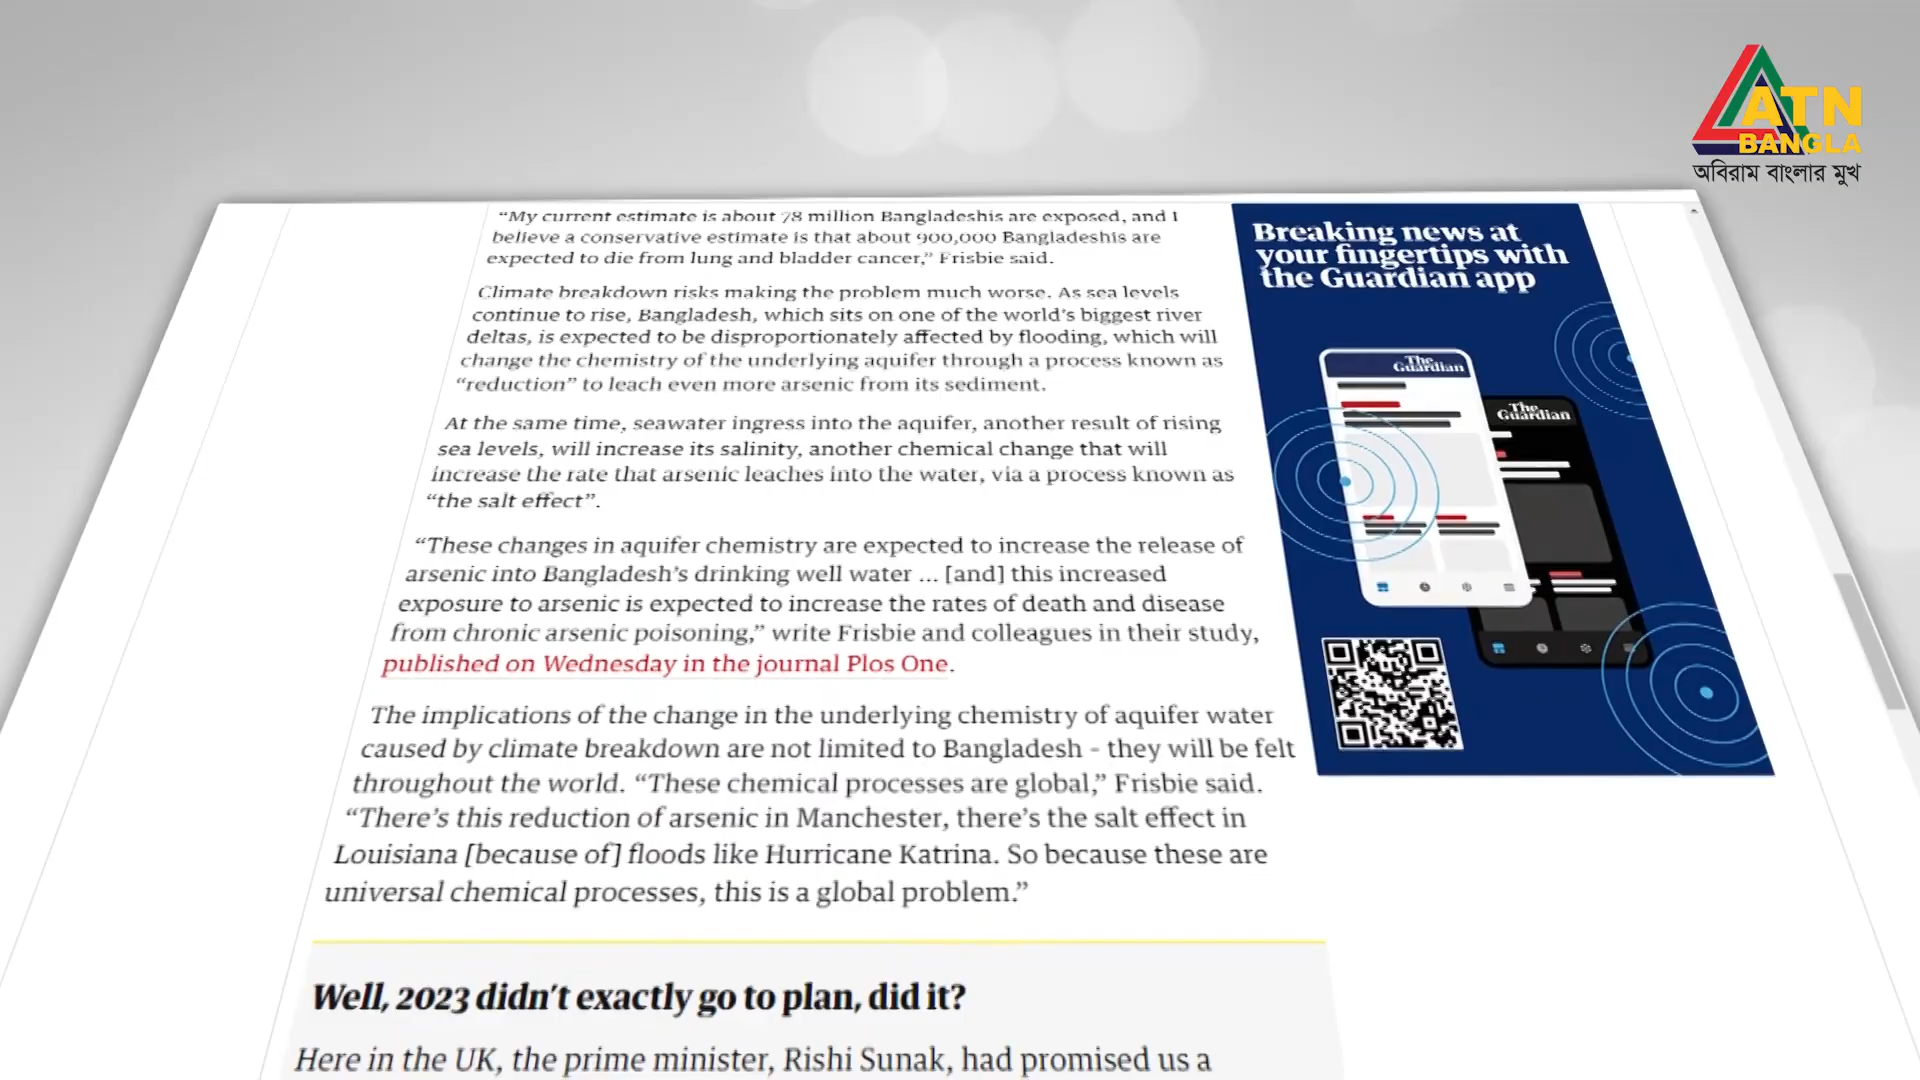 ATN
BANGLA
অবিরাম বাংলার মুখ
“My current estimate is about 78 million Bangladeshis are exposed, and I
believe a conservative estimate is that about 900,000 Bangladeshis are
expected to die from lung and bladder cancer,” Frisbie said.
Climate breakdown risks making the problem much worse. As sea levels
continue to rise, Bangladesh, which sits on one of the world’s biggest river
deltas, is expected to be disproportionately affected by flooding, which will
change the chemistry of the underlying aquifer through a process known as
“reduction” to leach even more arsenic from its sediment.
At the same time, seawater ingress into the aquifer, another result of rising
sea levels, will increase its salinity, another chemical change that will
increase the rate that arsenic leaches into the water, via a process known as
“the salt effect”.
“These changes in aquifer chemistry are expected to increase the release of
arsenic into Bangladesh’s drinking well water ... [and] this increased
exposure to arsenic is expected to increase the rates of death and disease
from chronic arsenic poisoning,” write Frisbie and colleagues in their study,
published on Wednesday in the journal Plos One.
The implications of the change in the underlying chemistry of aquifer water
caused by climate breakdown are not limited to Bangladesh - they will be felt
throughout the world. “These chemical processes are global,” Frisbie said.
“There’s this reduction of arsenic in Manchester, there’s the salt effect in
Louisiana [because of] floods like Hurricane Katrina. So because these are
universal chemical processes, this is a global problem.”
Well, 2023 didn’t exactly go to plan, did it?
Here in the UK, the prime minister, Rishi Sunak, had promised us a
Breaking news at
your fingertips with
the Guardian app
The
Guardian
The
Guardian